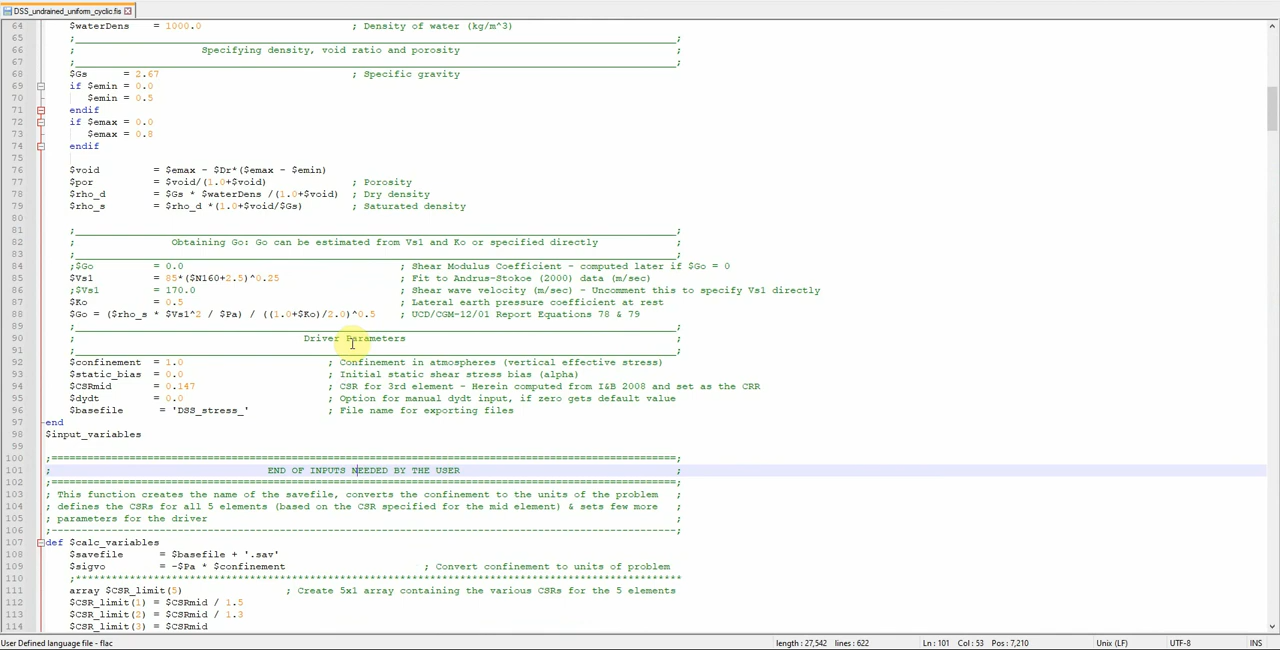 DSS_undrained_uniform_cyclic.fis
64 $waterDens = 1000.0 ; Density of water (kg/m^3)
65 ;_______________________________________________;
66 ; Specifying density, void ratio and porosity ;
67 ;_______________________________________________;
68 $Gs = 2.67 ; Specific gravity
69 if $emin = 0.0
70 $emin = 0.5
71 endif
72 if $emax = 0.0
73 $emax = 0.8
74 endif
75
76 $void = $emax - $Dr*($emax - $emin)
77 $por = $void/(1.0+$void) ; Porosity
78 $rho_d = $Gs * $waterDens /(1.0+$void) ; Dry density
79 $rho_s = $rho_d *(1.0+$void/$Gs) ; Saturated density
80
81 ;_______________________________________________;
82 ; Obtaining Go: Go can be estimated from Vs1 and Ko or specified directly ;
83 ;_______________________________________________;
84 ;$Go = 0.0 ; Shear Modulus Coefficient - computed later if $Go = 0
85 $Vs1 = 85*($N160+2.5)^0.25 ; Fit to Andrus-Stokoe (2000) data (m/sec)
86 ;$Vs1 = 170.0 ; Shear wave velocity (m/sec) - Uncomment this to specify Vs1 directly
87 $Ko = 0.5 ; Lateral earth pressure coefficient at rest
88 $Go = ($rho_s * $Vs1^2 / $Pa) / ((1.0+$Ko)/2.0)^0.5 ; UCD/CGM-12/01 Report Equations 78 & 79
89 ;_______________________________________________;
90 ; Driver Parameters ;
91 ;_______________________________________________;
92 $confinement = 1.0 ; Confinement in atmospheres (vertical effective stress)
93 $static_bias = 0.0 ; Initial static shear stress bias (alpha)
94 $CSRmid = 0.147 ; CSR for 3rd element - Herein computed from I&B 2008 and set as the CRR
95 $dydt = 0.0 ; Option for manual dydt input, if zero gets default value
96 $basefile = 'DSS_stress_' ; File name for exporting files
97 end
98 $input_variables
99
100 ;===============================================;
101 ; END OF INPUTS NEEDED BY THE USER ;
102 ;===============================================;
103 ; This function creates the name of the savefile, converts the confinement to the units of the problem ;
104 ; defines the CSRs for all 5 elements (based on the CSR specified for the mid element) & sets few more ;
105 ; parameters for the driver ;
106 ;-----------------------------------------------;
107 def $calc_variables
108 $savefile = $basefile + '.sav'
109 $sigvo = -$Pa * $confinement ; Convert confinement to units of problem
110 ;***********************************************
111 array $CSR_limit(5) ; Create 5x1 array containing the various CSRs for the 5 elements
112 $CSR_limit(1) = $CSRmid / 1.5
113 $CSR_limit(2) = $CSRmid / 1.3
114 $CSR_limit(3) = $CSRmid
User Defined language file - flac length : 27,542 lines : 622 Ln : 101 Col : 53 Pos : 7,210 Unix (LF) UTF-8 INS